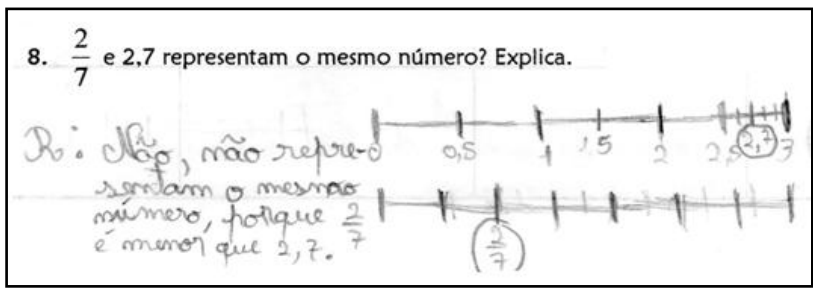 8. 2/7 e 2,7 representam o mesmo número? Explica.
R: Não, não repre-
sentam o mesmo
número, porque 2/7
é menor que 2,7.
0 0,5 1 1,5 2 2,5 2,7 3
2/7